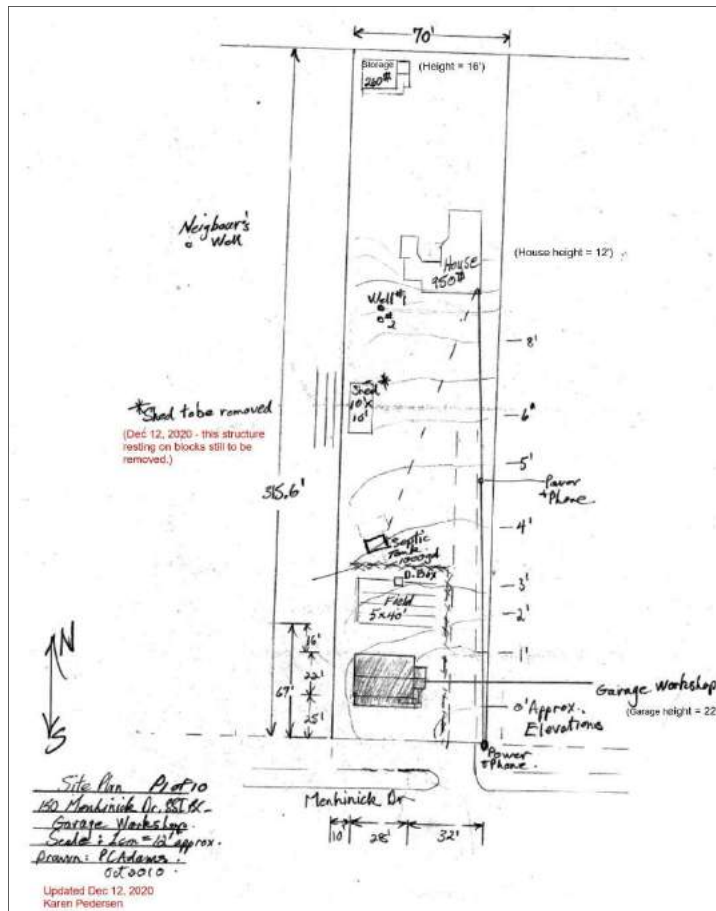 70'
Storage
260#
(Height = 16')
Neigboour's
Well
House
950#
(House height = 12')
Well #1
#2
8'
*Shed to be removed
(Dec 12, 2020 - this structure
resting on blocks still to be
removed.)
Shed *
10'x
10'
6'
5'
315.6'
Power
+ Phone
4'
Septic
Tank
D.Box
3'
Field
5x40'
2'
N
16'
1'
22'
67'
Garage Workshop
(Garage height = 22
0' Approx.
Elevations
25'
S
Power
+ Phone.
Site Plan P1 of 10
150 Menhinick Dr. SSI BC
Garage Workshop
Scale: 1cm = 12' approx.
Drawn: PCAdams.
Oct 2010.
Menhinick Dr
10' 28' 32'
Updated Dec 12, 2020
Karen Pedersen